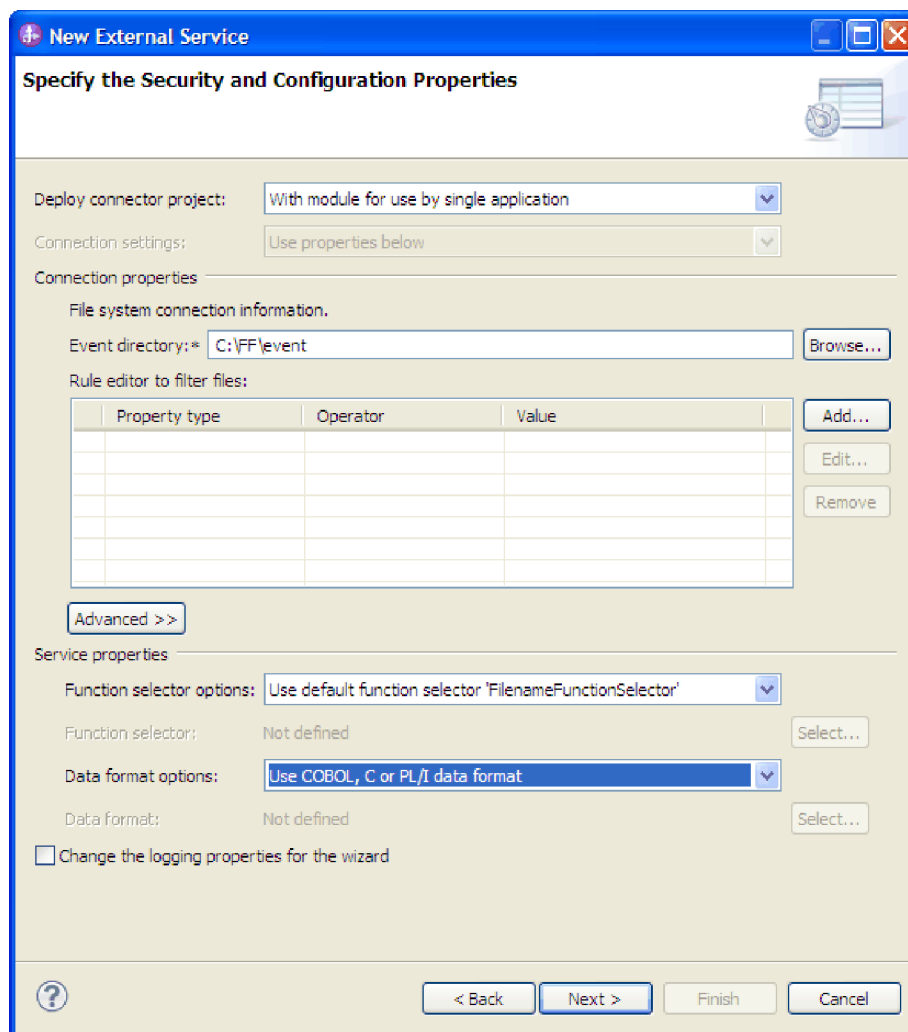 New External Service
Specify the Security and Configuration Properties
Deploy connector project: With module for use by single application
Connection settings: Use properties below
Connection properties
File system connection information.
Event directory:* C:\FF\event Browse...
Rule editor to filter files:
Property type Operator Value Add...
Edit...
Remove
Advanced >>
Service properties
Function selector options: Use default function selector 'FilenameFunctionSelector'
Function selector: Not defined Select...
Data format options: Use COBOL, C or PL/I data format
Data format: Not defined Select...
Change the logging properties for the wizard
? < Back Next > Finish Cancel